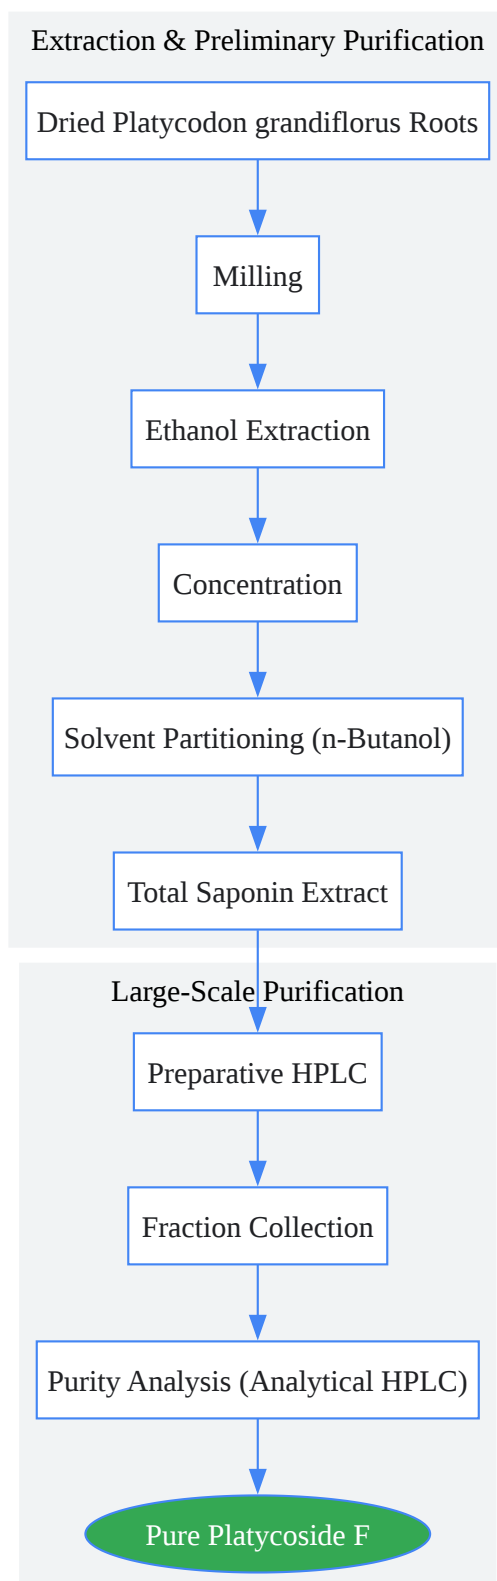 Extraction & Preliminary Purification
Dried Platycodon grandiflorus Roots
Milling
Ethanol Extraction
Concentration
Solvent Partitioning (n-Butanol)
Total Saponin Extract
Large-Scale Purification
Preparative HPLC
Fraction Collection
Purity Analysis (Analytical HPLC)
Pure Platycoside F